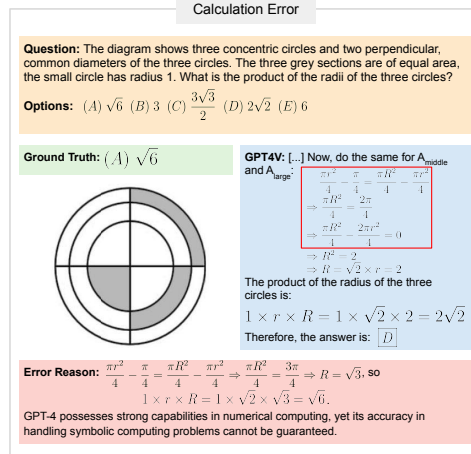 Calculation Error
Question: The diagram shows three concentric circles and two perpendicular,
common diameters of the three circles. The three grey sections are of equal area,
the small circle has radius 1. What is the product of the radii of the three circles?
Options: (A) √6 (B) 3 (C) 3√3/2 (D) 2√2 (E) 6
Ground Truth: (A) √6
GPT4V: [...] Now, do the same for A_middle
and A_large:
πr²/4 − π/4 = πR²/4 − πr²/4
⇒ πR²/4 = 2π/4
⇒ πR²/4 − 2πr²/4 = 0
⇒ R² = 2
⇒ R = √2 × r = 2
The product of the radius of the three
circles is:
1 × r × R = 1 × √2 × 2 = 2√2
Therefore, the answer is: D
Error Reason: πr²/4 − π/4 = πR²/4 − πr²/4 ⇒ πR²/4 = 3π/4 ⇒ R = √3, so
1 × r × R = 1 × √2 × √3 = √6.
GPT-4 possesses strong capabilities in numerical computing, yet its accuracy in
handling symbolic computing problems cannot be guaranteed.